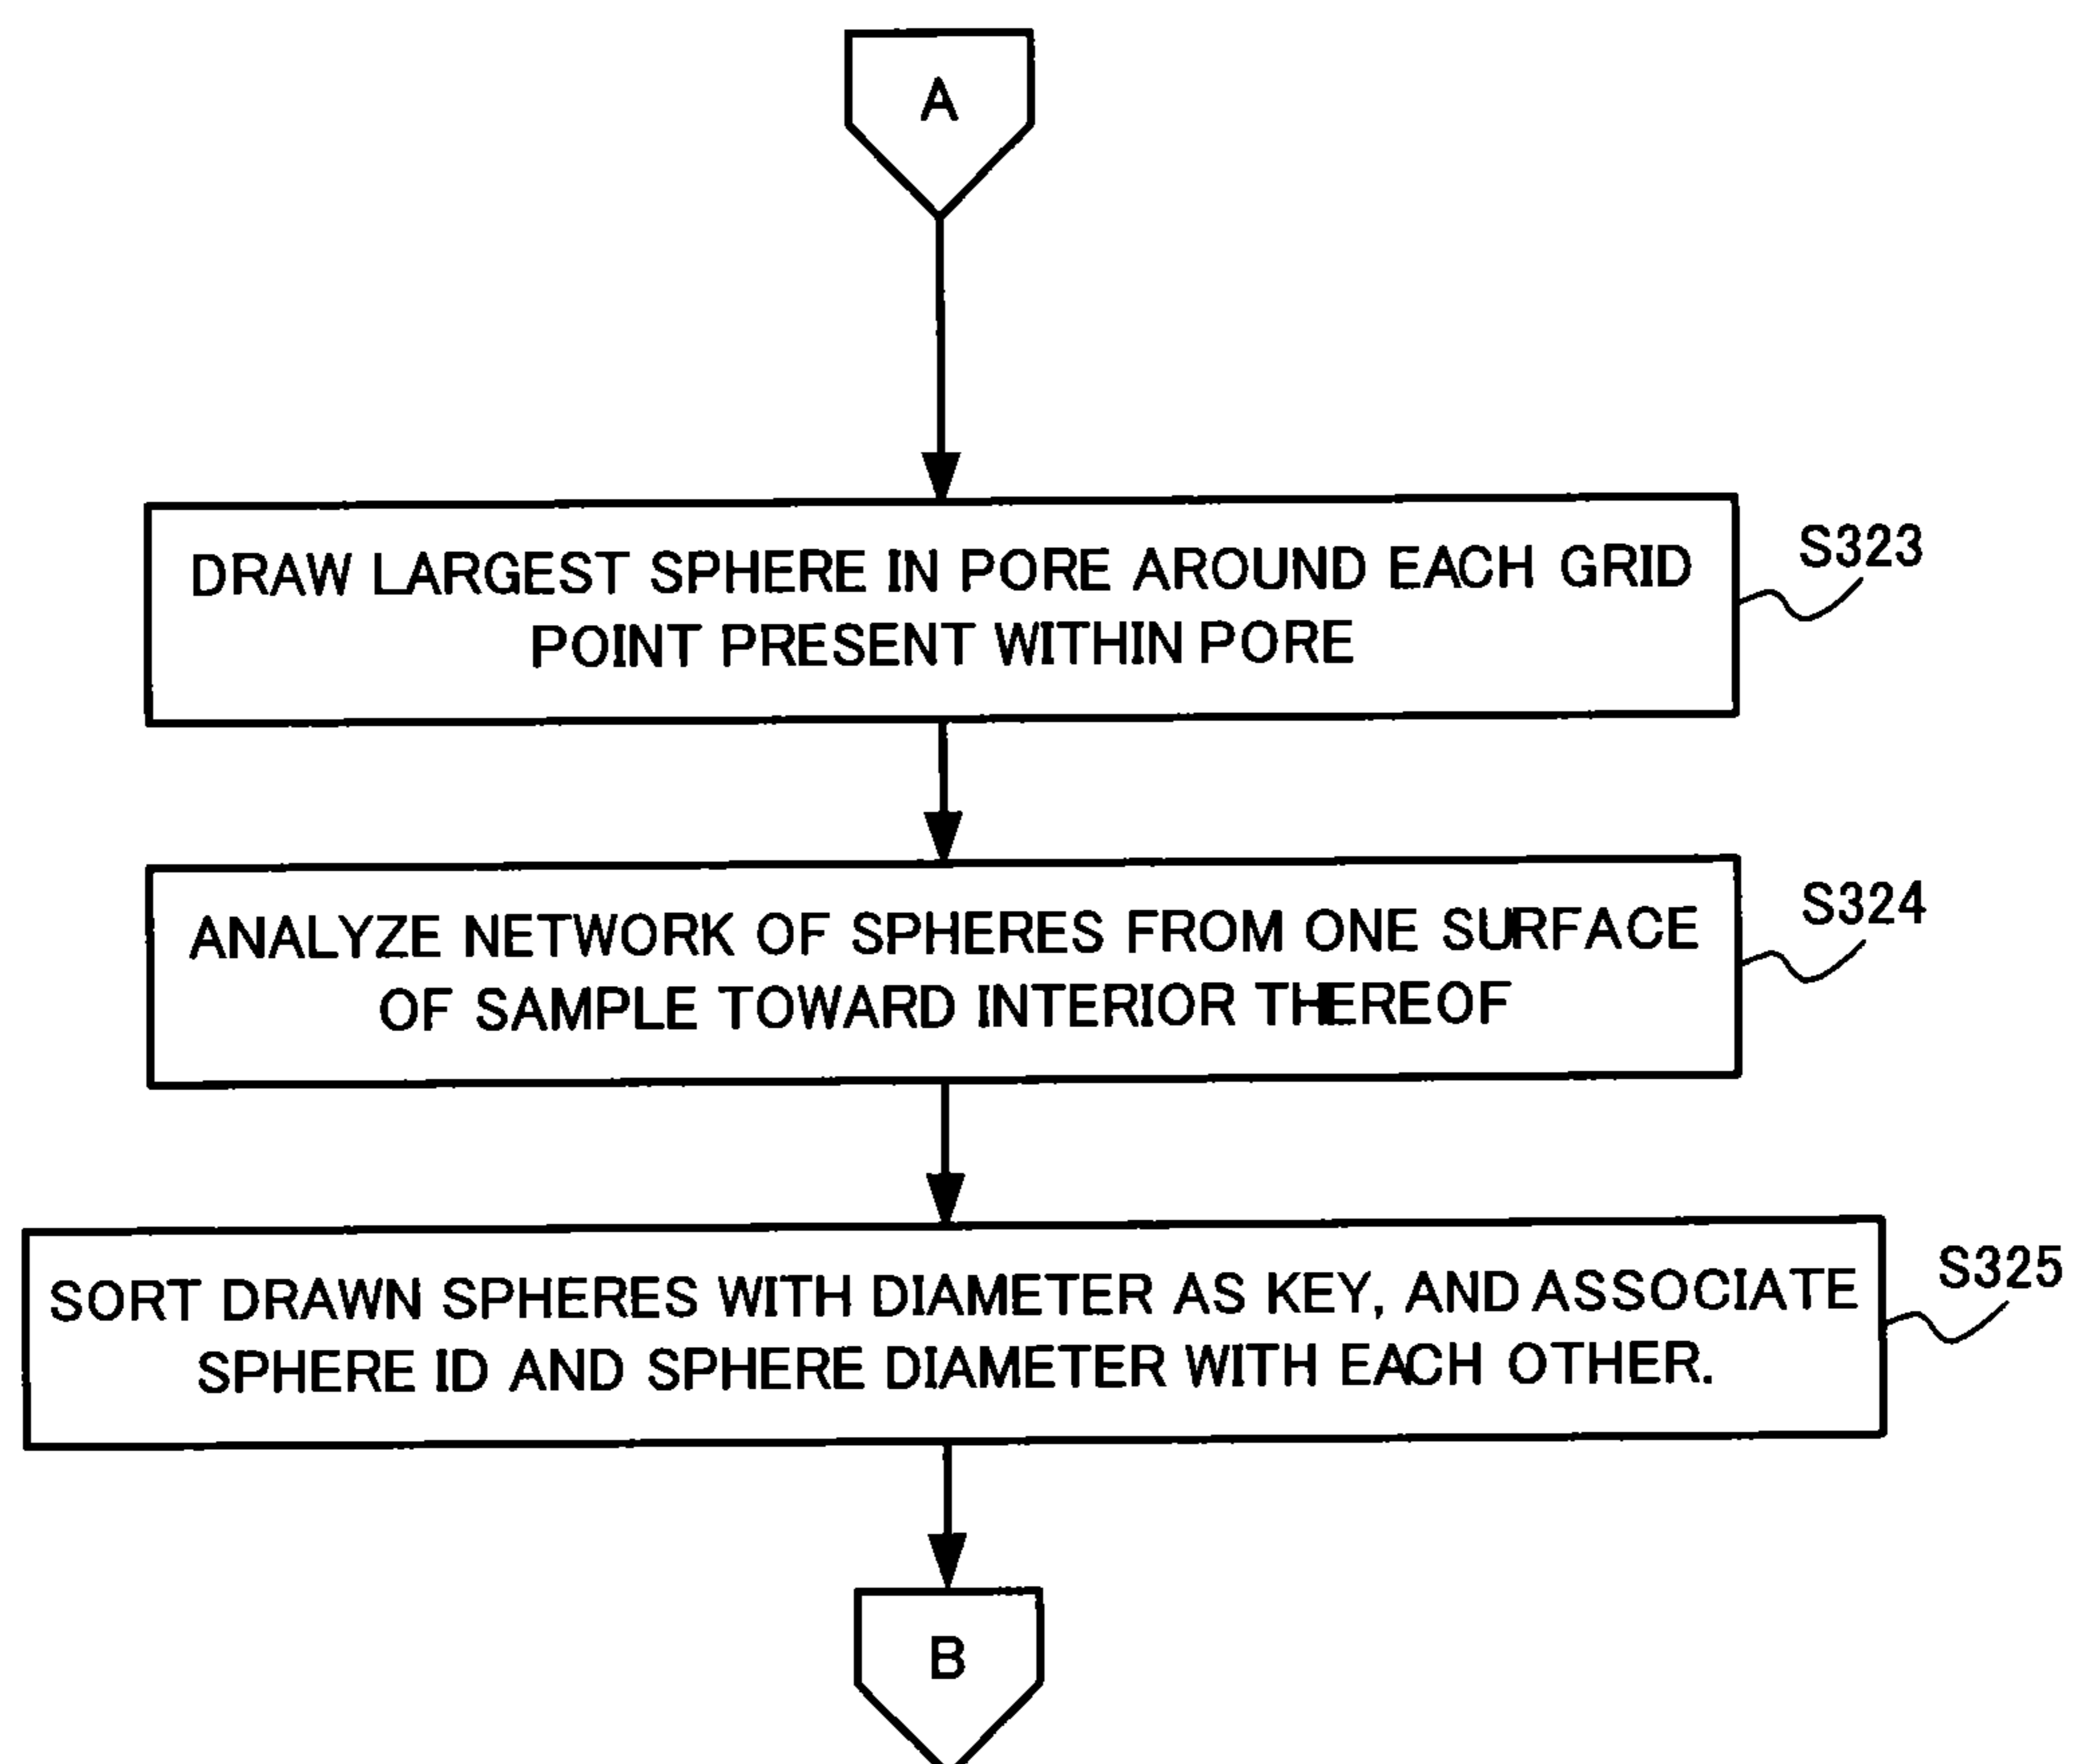 A
DRAW LARGEST SPHERE IN PORE AROUND EACH GRID
POINT PRESENT WITHIN PORE
S323
ANALYZE NETWORK OF SPHERES FROM ONE SURFACE
OF SAMPLE TOWARD INTERIOR THEREOF
S324
SORT DRAWN SPHERES WITH DIAMETER AS KEY, AND ASSOCIATE
SPHERE ID AND SPHERE DIAMETER WITH EACH OTHER.
S325
B